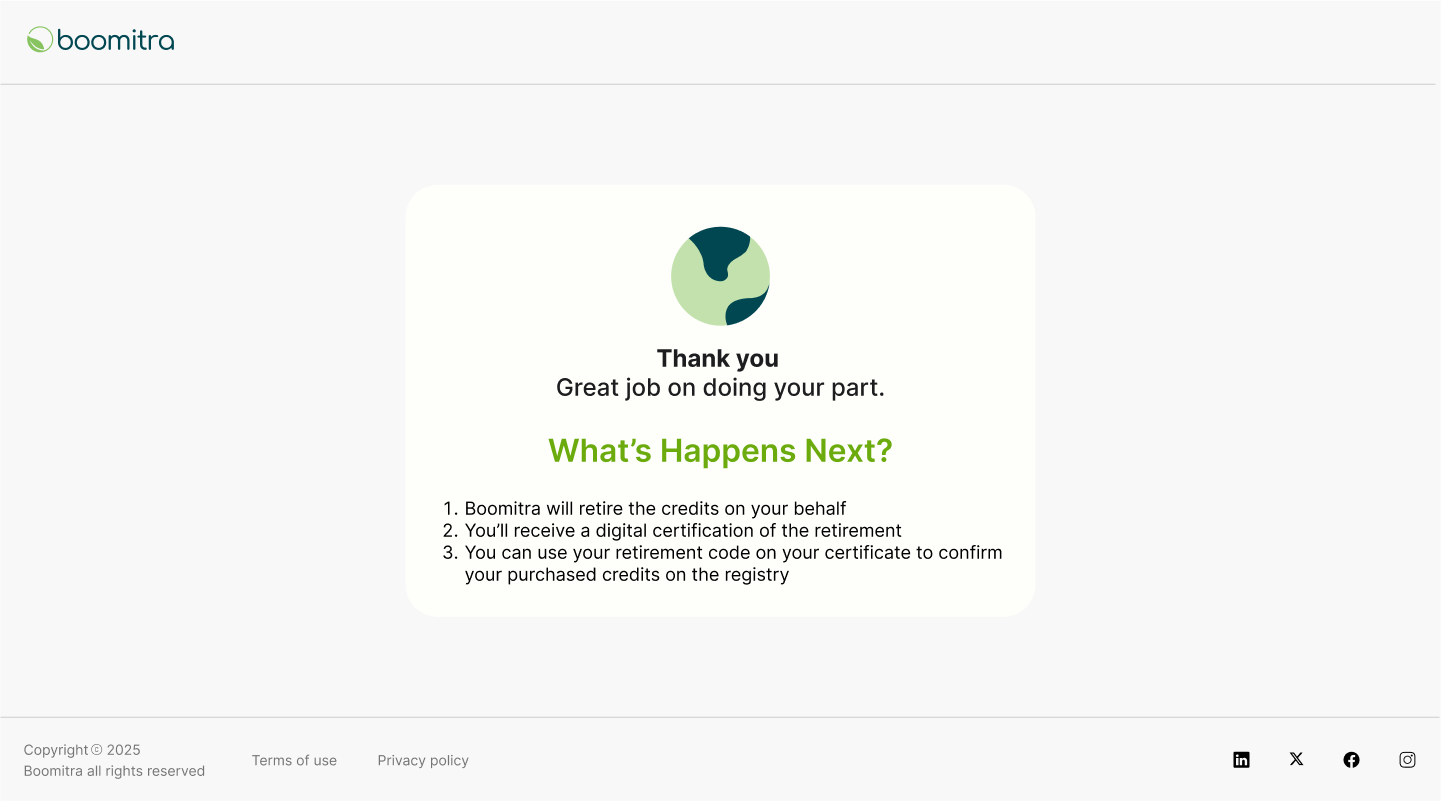 boomitra
Thank you
Great job on doing your part.
What’s Happens Next?
1. Boomitra will retire the credits on your behalf
2. You’ll receive a digital certification of the retirement
3. You can use your retirement code on your certificate to confirm
your purchased credits on the registry
Copyright © 2025
Boomitra all rights reserved
Terms of use
Privacy policy